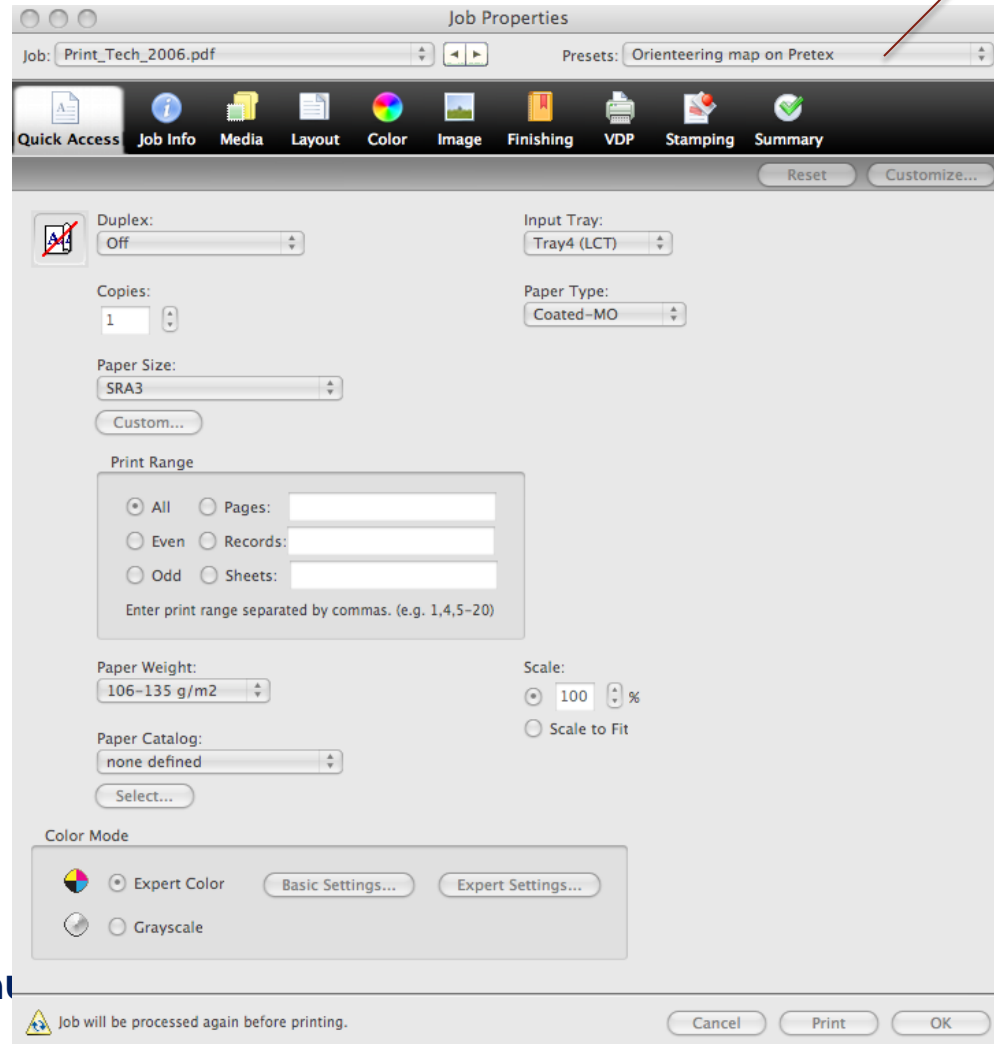 Job Properties
Job: Print_Tech_2006.pdf Presets: Orienteering map on Pretex
Quick Access Job Info Media Layout Color Image Finishing VDP Stamping Summary
Reset Customize...
Duplex: Input Tray:
Off Tray4 (LCT)
Copies: Paper Type:
1 Coated-MO
Paper Size:
SRA3
Custom...
Print Range
All Pages:
Even Records:
Odd Sheets:
Enter print range separated by commas. (e.g. 1,4,5-20)
Paper Weight: Scale:
106-135 g/m2 100 %
Scale to Fit
Paper Catalog:
none defined
Select...
Color Mode
Expert Color Basic Settings... Expert Settings...
Grayscale
Job will be processed again before printing. Cancel Print OK